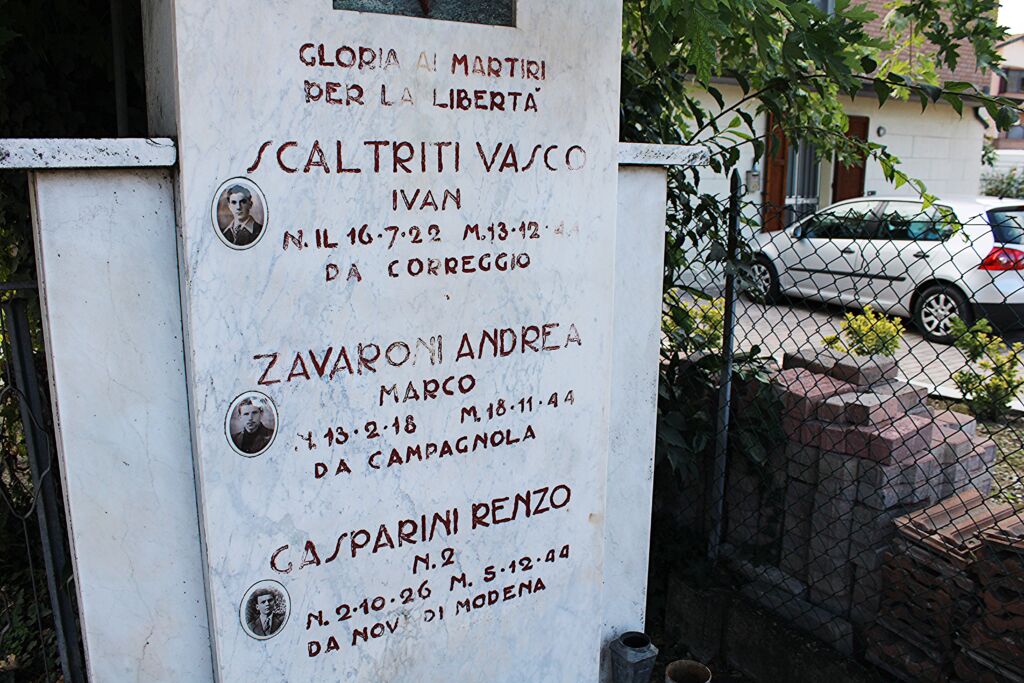 GLORIA AI MARTIRI
PER LA LIBERTA'
SCALTRITI VASCO
IVAN
N. IL 16·7·22 M.13·12·44
DA CORREGGIO
ZAVARONI ANDREA
MARCO
N. 13·2·18 M.18·11·44
DA CAMPAGNOLA
GASPARINI RENZO
N.2
N. 2·10·26 M. 5·12·44
DA NOVI DI MODENA